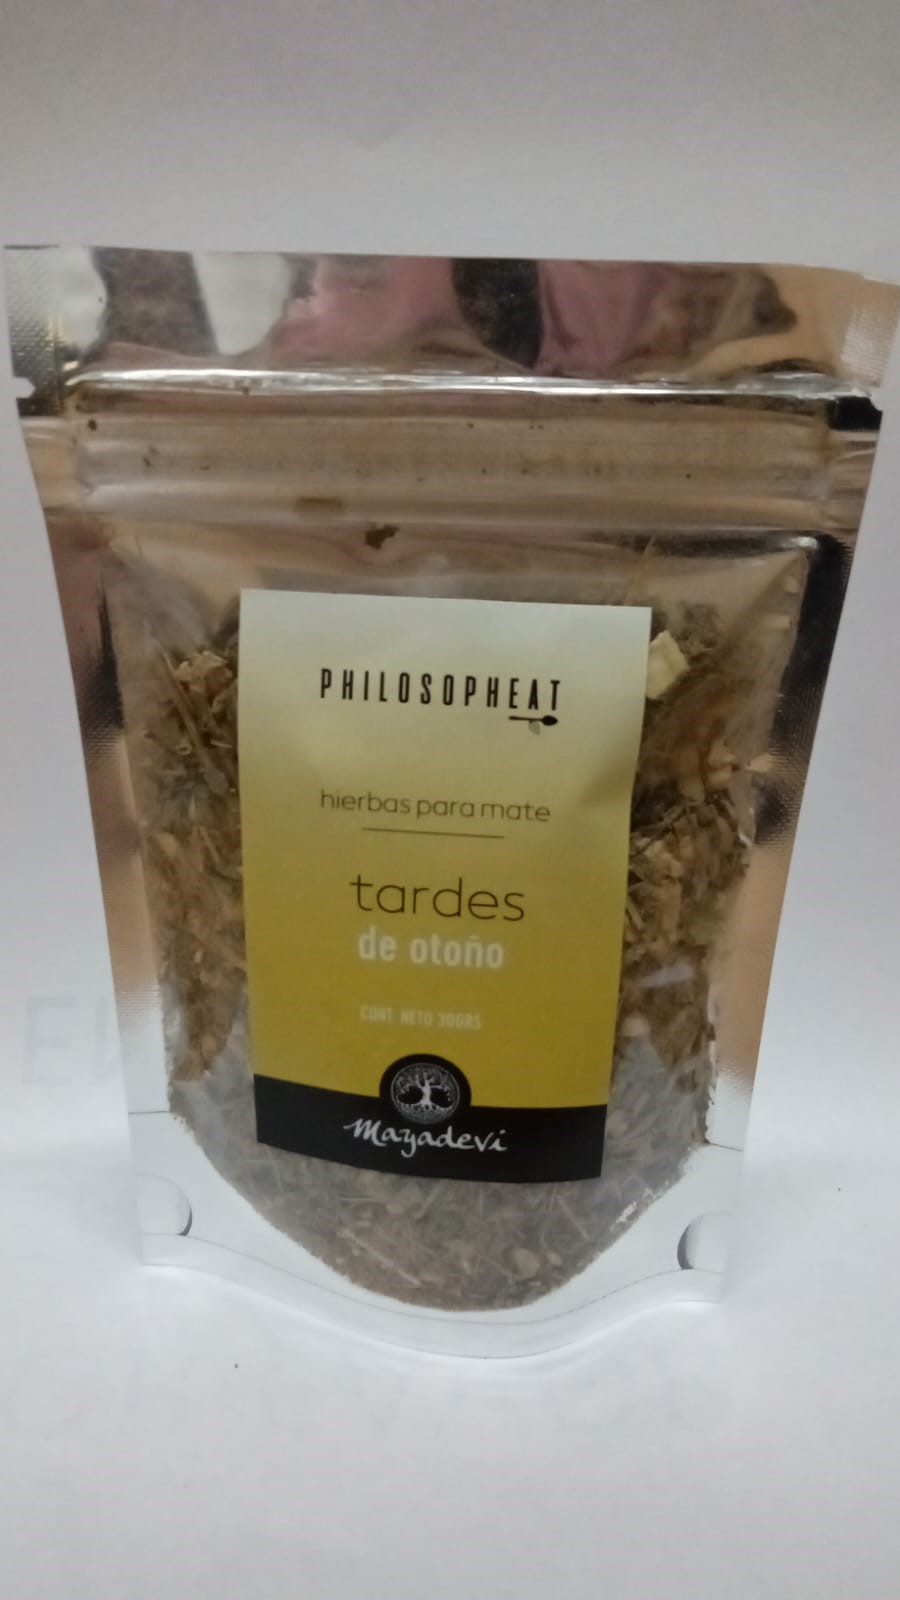 PHILOSOPHEAT
hierbas para mate
tardes
de otoño
CONT. NETO 30GRS
Mayadevi